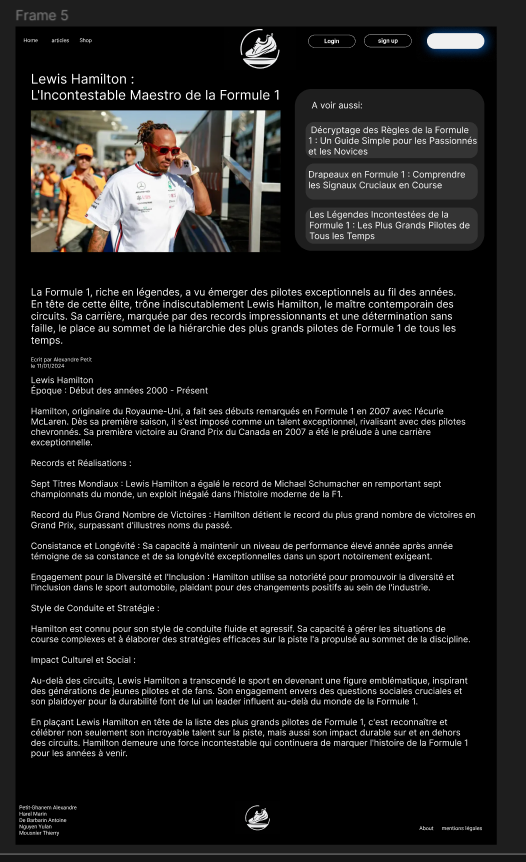 Frame 5
Home articles Shop
Login sign up
Lewis Hamilton :
L'Incontestable Maestro de la Formule 1
A voir aussi:
Décryptage des Règles de la Formule
1 : Un Guide Simple pour les Passionnés
et les Novices
Drapeaux en Formule 1 : Comprendre
les Signaux Cruciaux en Course
Les Légendes Incontestées de la
Formule 1 : Les Plus Grands Pilotes de
Tous les Temps
La Formule 1, riche en légendes, a vu émerger des pilotes exceptionnels au fil des années.
En tête de cette élite, trône indiscutablement Lewis Hamilton, le maître contemporain des
circuits. Sa carrière, marquée par des records impressionnants et une détermination sans
faille, le place au sommet de la hiérarchie des plus grands pilotes de Formule 1 de tous les
temps.
Ecrit par Alexandre Petit
le 11/01/2024
Lewis Hamilton
Époque : Début des années 2000 - Présent
Hamilton, originaire du Royaume-Uni, a fait ses débuts remarqués en Formule 1 en 2007 avec l'écurie
McLaren. Dès sa première saison, il s'est imposé comme un talent exceptionnel, rivalisant avec des pilotes
chevronnés. Sa première victoire au Grand Prix du Canada en 2007 a été le prélude à une carrière
exceptionnelle.
Records et Réalisations :
Sept Titres Mondiaux : Lewis Hamilton a égalé le record de Michael Schumacher en remportant sept
championnats du monde, un exploit inégalé dans l'histoire moderne de la F1.
Record du Plus Grand Nombre de Victoires : Hamilton détient le record du plus grand nombre de victoires en
Grand Prix, surpassant d'illustres noms du passé.
Consistance et Longévité : Sa capacité à maintenir un niveau de performance élevé année après année
témoigne de sa constance et de sa longévité exceptionnelles dans un sport notoirement exigeant.
Engagement pour la Diversité et l'Inclusion : Hamilton utilise sa notoriété pour promouvoir la diversité et
l'inclusion dans le sport automobile, plaidant pour des changements positifs au sein de l'industrie.
Style de Conduite et Stratégie :
Hamilton est connu pour son style de conduite fluide et agressif. Sa capacité à gérer les situations de
course complexes et à élaborer des stratégies efficaces sur la piste l'a propulsé au sommet de la discipline.
Impact Culturel et Social :
Au-delà des circuits, Lewis Hamilton a transcendé le sport en devenant une figure emblématique, inspirant
des générations de jeunes pilotes et de fans. Son engagement envers des questions sociales cruciales et
son plaidoyer pour la durabilité font de lui un leader influent au-delà du monde de la Formule 1.
En plaçant Lewis Hamilton en tête de la liste des plus grands pilotes de Formule 1, c'est reconnaître et
célébrer non seulement son incroyable talent sur la piste, mais aussi son impact durable sur et en dehors
des circuits. Hamilton demeure une force incontestable qui continuera de marquer l'histoire de la Formule 1
pour les années à venir.
Petit-Ghanem Alexandre
Harel Marin
De Barbarin Antoine
Nguyen Yulan
Mousnier Thierry
About mentions légales